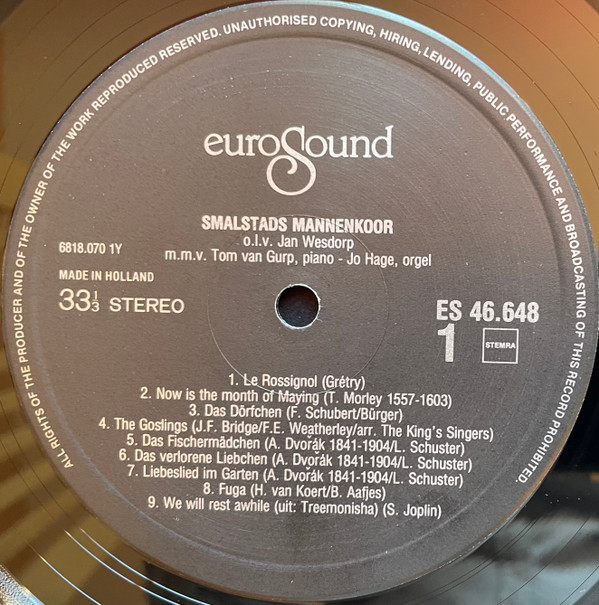 ALL RIGHTS OF THE PRODUCER AND OF THE OWNER OF THE WORK REPRODUCED RESERVED. UNAUTHORISED COPYING, HIRING, LENDING, PUBLIC PERFORMANCE AND BROADCASTING OF THIS RECORD PROHIBITED.
euroSound
SMALSTADS MANNENKOOR
o.l.v. Jan Wesdorp
m.m.v. Tom van Gurp, piano - Jo Hage, orgel
6818.070 1Y
MADE IN HOLLAND
33⅓ STEREO
ES 46.648
1
STEMRA
1. Le Rossignol (Grétry)
2. Now is the month of Maying (T. Morley 1557-1603)
3. Das Dörfchen (F. Schubert/Bürger)
4. The Goslings (J.F. Bridge/F.E. Weatherley/arr. The King's Singers)
5. Das Fischermädchen (A. Dvořák 1841-1904/L. Schuster)
6. Das verlorene Liebchen (A. Dvořák 1841-1904/L. Schuster)
7. Liebeslied im Garten (A. Dvořák 1841-1904/L. Schuster)
8. Fuga (H. van Koert/B. Aafjes)
9. We will rest awhile (uit: Treemonisha) (S. Joplin)